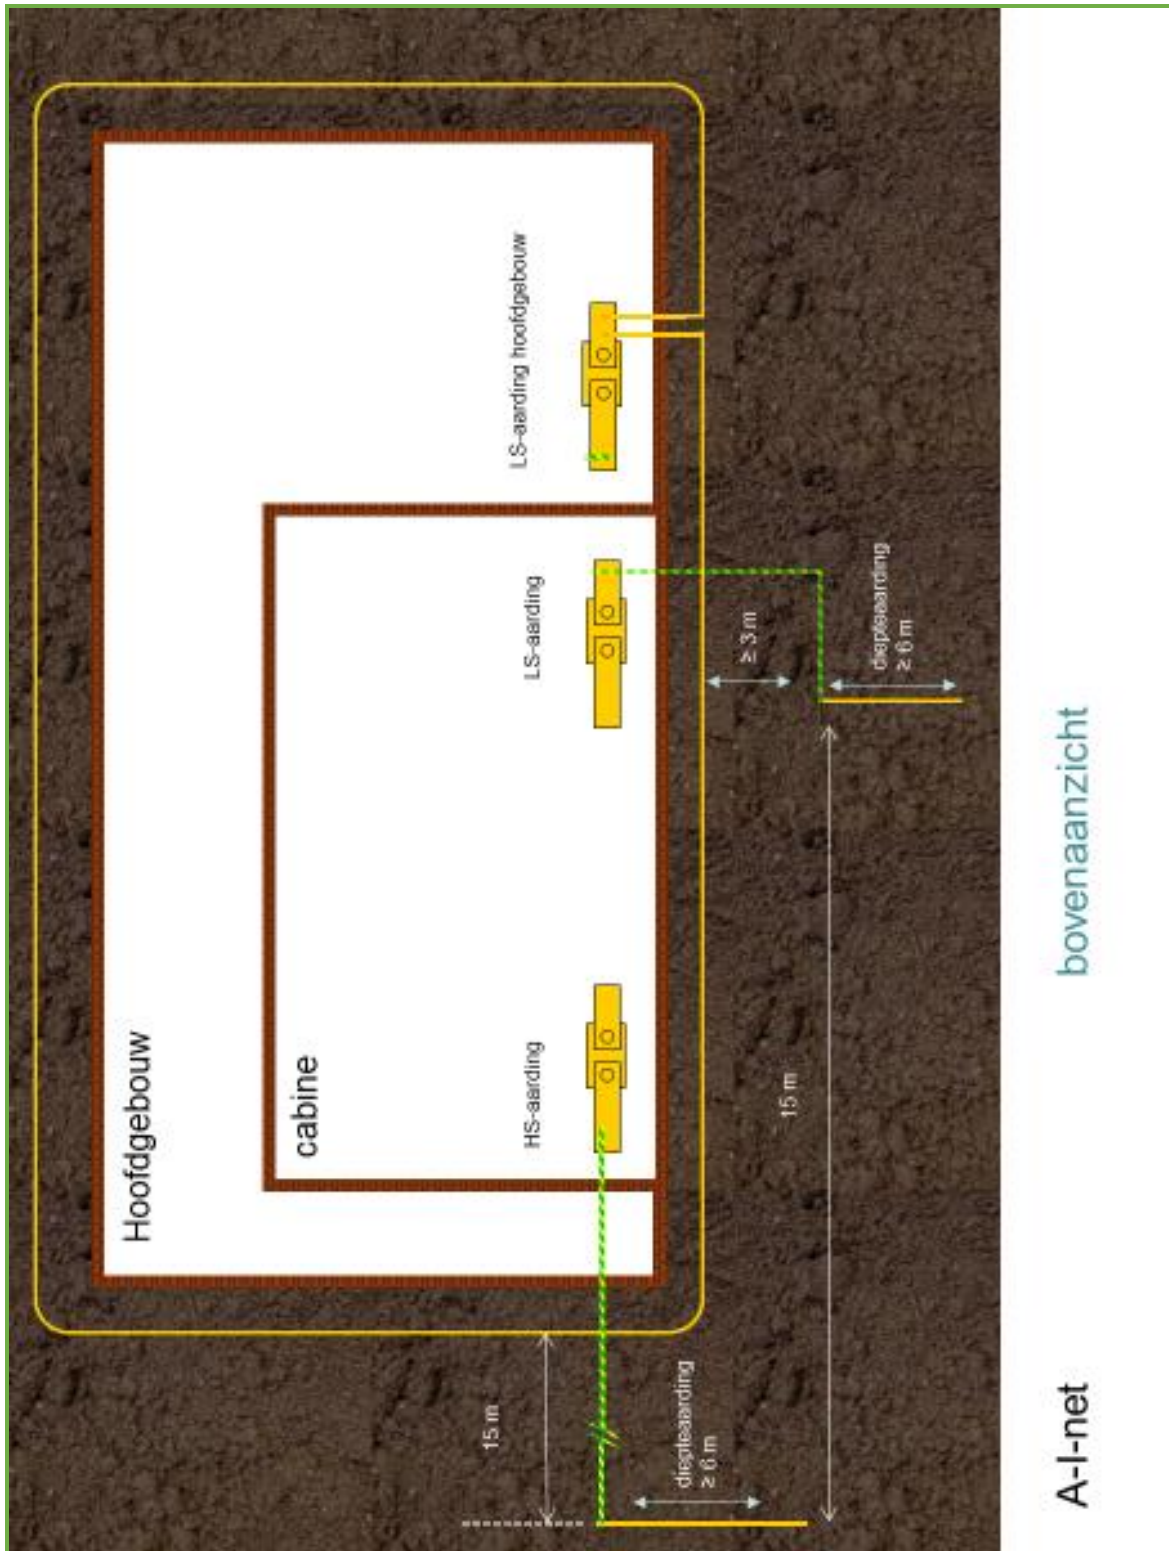 A-I-net
bovenaanzicht
Hoofdgebouw
cabine
HS-aarding
LS-aarding
LS-aarding hoofdgebouw
15 m
diepteaarding
≥ 6 m
15 m
≥ 3 m
diepteaarding
≥ 6 m